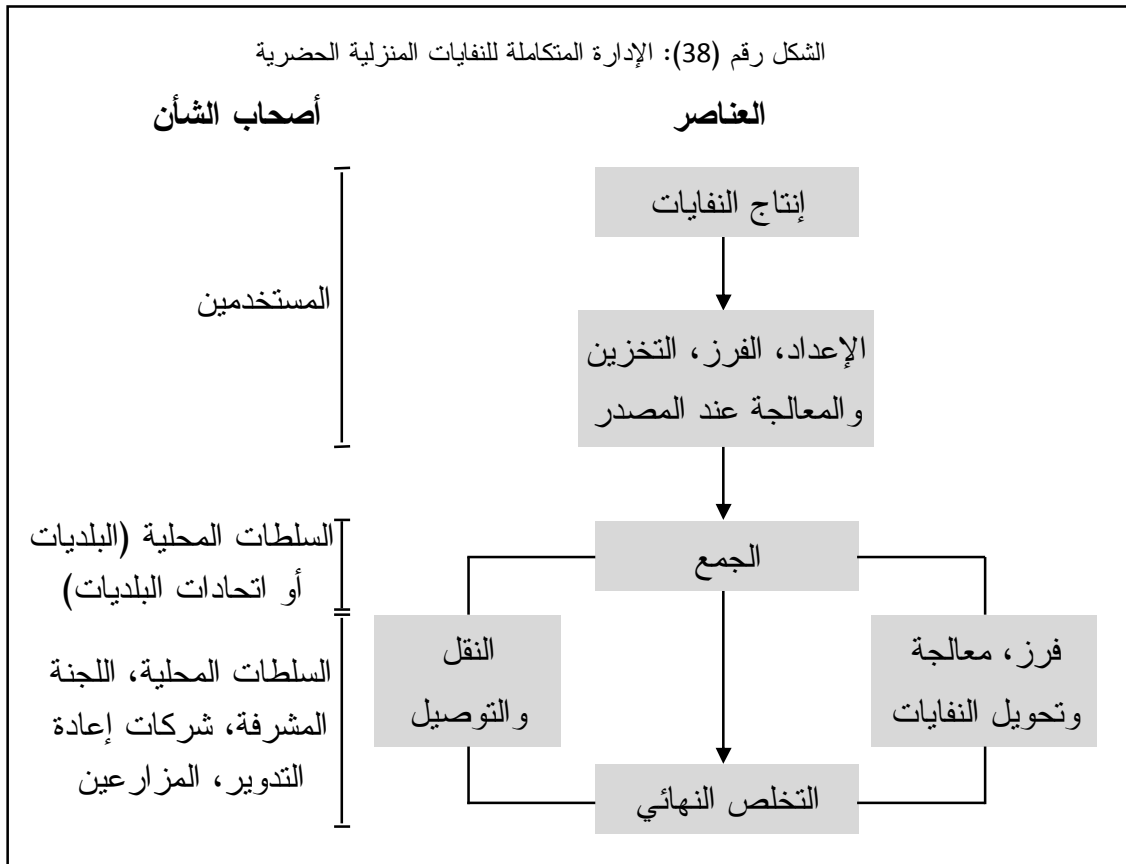 الشكل رقم (38): الإدارة المتكاملة للنفايات المنزلية الحضرية
العناصر
أصحاب الشأن
إنتاج النفايات
المستخدمين
الإعداد، الفرز، التخزين
والمعالجة عند المصدر
الجمع
السلطات المحلية (البلديات
أو اتحادات البلديات)
فرز، معالجة
وتحويل النفايات
النقل
والتوصيل
السلطات المحلية، اللجنة
المشرفة، شركات إعادة
التدوير، المزارعين
التخلص النهائي